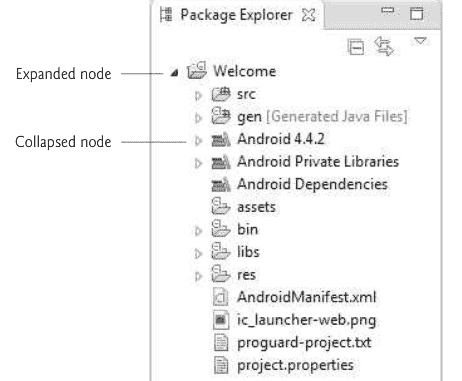 Package Explorer
Expanded node
Welcome
src
gen [Generated Java Files]
Collapsed node
Android 4.4.2
Android Private Libraries
Android Dependencies
assets
bin
libs
res
AndroidManifest.xml
ic_launcher-web.png
proguard-project.txt
project.properties